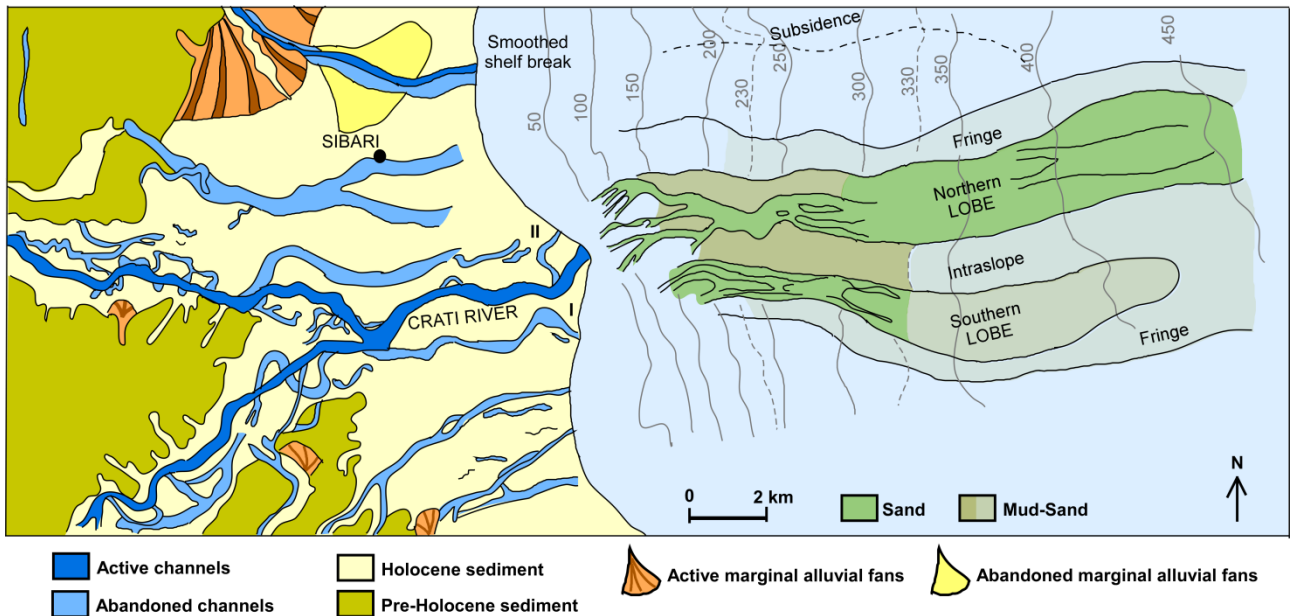 Smoothed
shelf break
Subsidence
50
100
150
200
230
250
300
330
350
400
450
SIBARI
Fringe
Northern
LOBE
II
Intraslope
I
CRATI RIVER
Southern
LOBE
Fringe
0 2 km
Sand
Mud-Sand
N
Active channels
Holocene sediment
Active marginal alluvial fans
Abandoned marginal alluvial fans
Abandoned channels
Pre-Holocene sediment